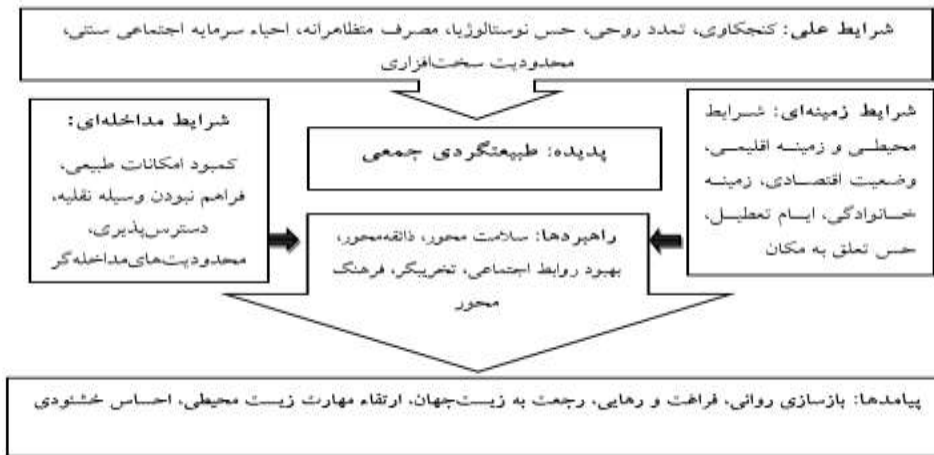 شرایط علی: کنجکاوی، تمدد روحی، حس نوستالوژیا، مصرف متظاهرانه، احیاء سرمایه اجتماعی سنتی،
محدودیت سخت‌افزاری
شرایط زمینه‌ای: شرایط
محیطی و زمینه اقلیمی،
وضعیت اقتصادی، زمینه
خانوادگی، ایام تعطیل،
حس تعلق به مکان
پدیده: طبیعتگردی جمعی
شرایط مداخله‌ای:
کمبود امکانات طبیعی،
فراهم نبودن وسیله نقلیه،
دسترس‌پذیری،
محدودیت‌های‌مداخله‌گر
راهبردها: سلامت محور، ذائقه‌محور،
بهبود روابط اجتماعی، تخریبگر، فرهنگ
محور
پیامدها: بازسازی روانی، فراغت و رهایی، رجعت به زیست‌جهان، ارتقاء مهارت زیست محیطی، احساس خشنودی